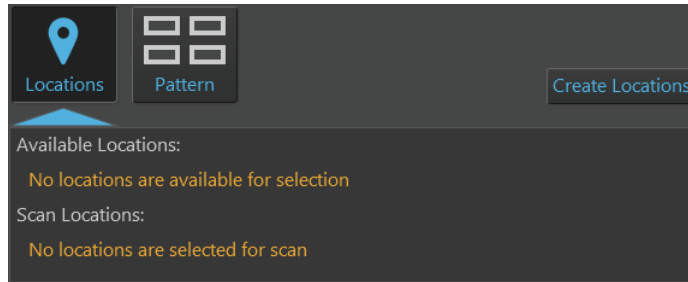 Locations
Pattern
Create Locations
Available Locations:
No locations are available for selection
Scan Locations:
No locations are selected for scan